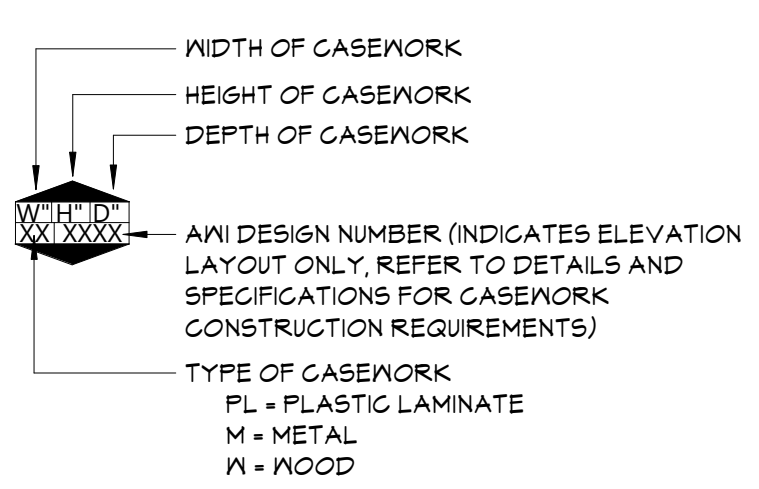 WIDTH OF CASEWORK
HEIGHT OF CASEWORK
DEPTH OF CASEWORK
W" H" D"
XX XXXX
AWI DESIGN NUMBER (INDICATES ELEVATION
LAYOUT ONLY, REFER TO DETAILS AND
SPECIFICATIONS FOR CASEWORK
CONSTRUCTION REQUIREMENTS)
TYPE OF CASEWORK
PL = PLASTIC LAMINATE
M = METAL
W = WOOD